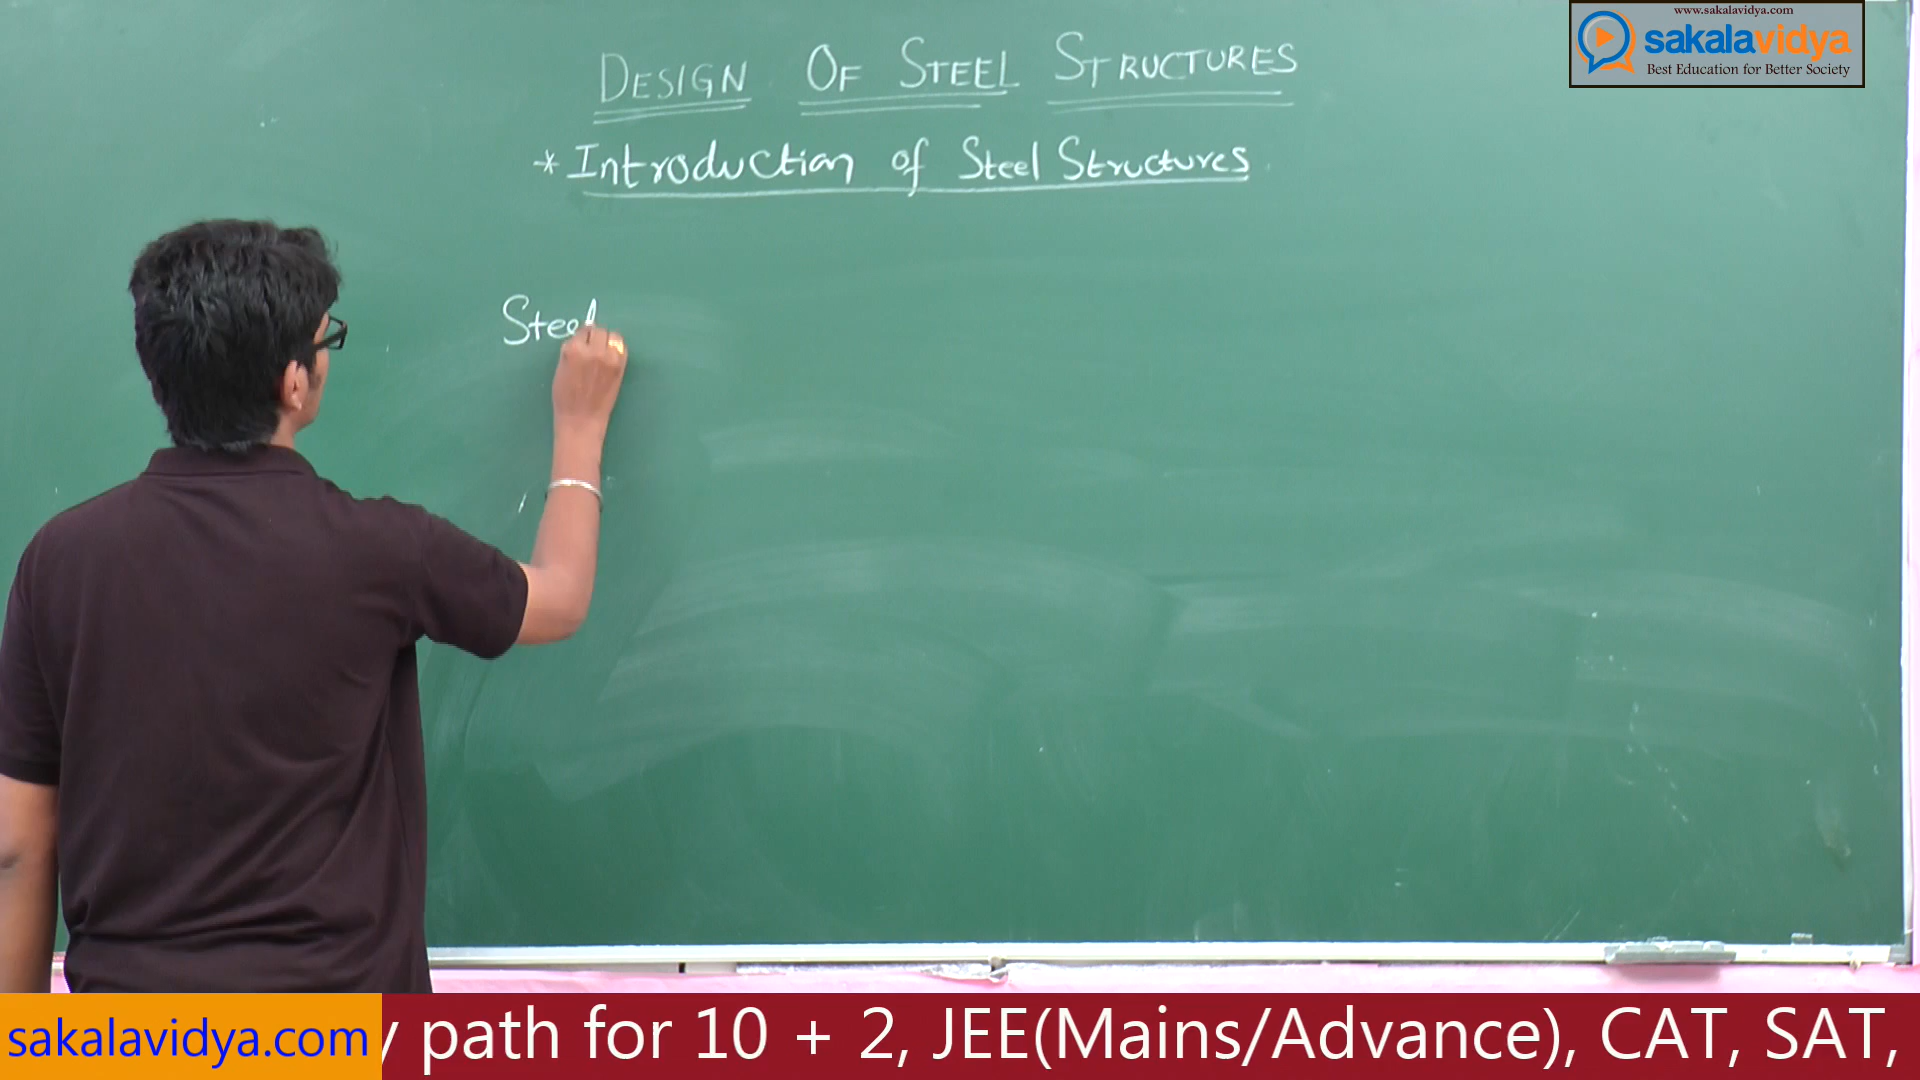 www.sakalavidya.com
sakalavidya
Best Education for Better Society
DESIGN OF STEEL STRUCTURES
* Introduction of Steel Structures
Steel
sakalavidya.com
y path for 10 + 2, JEE(Mains/Advance), CAT, SAT,